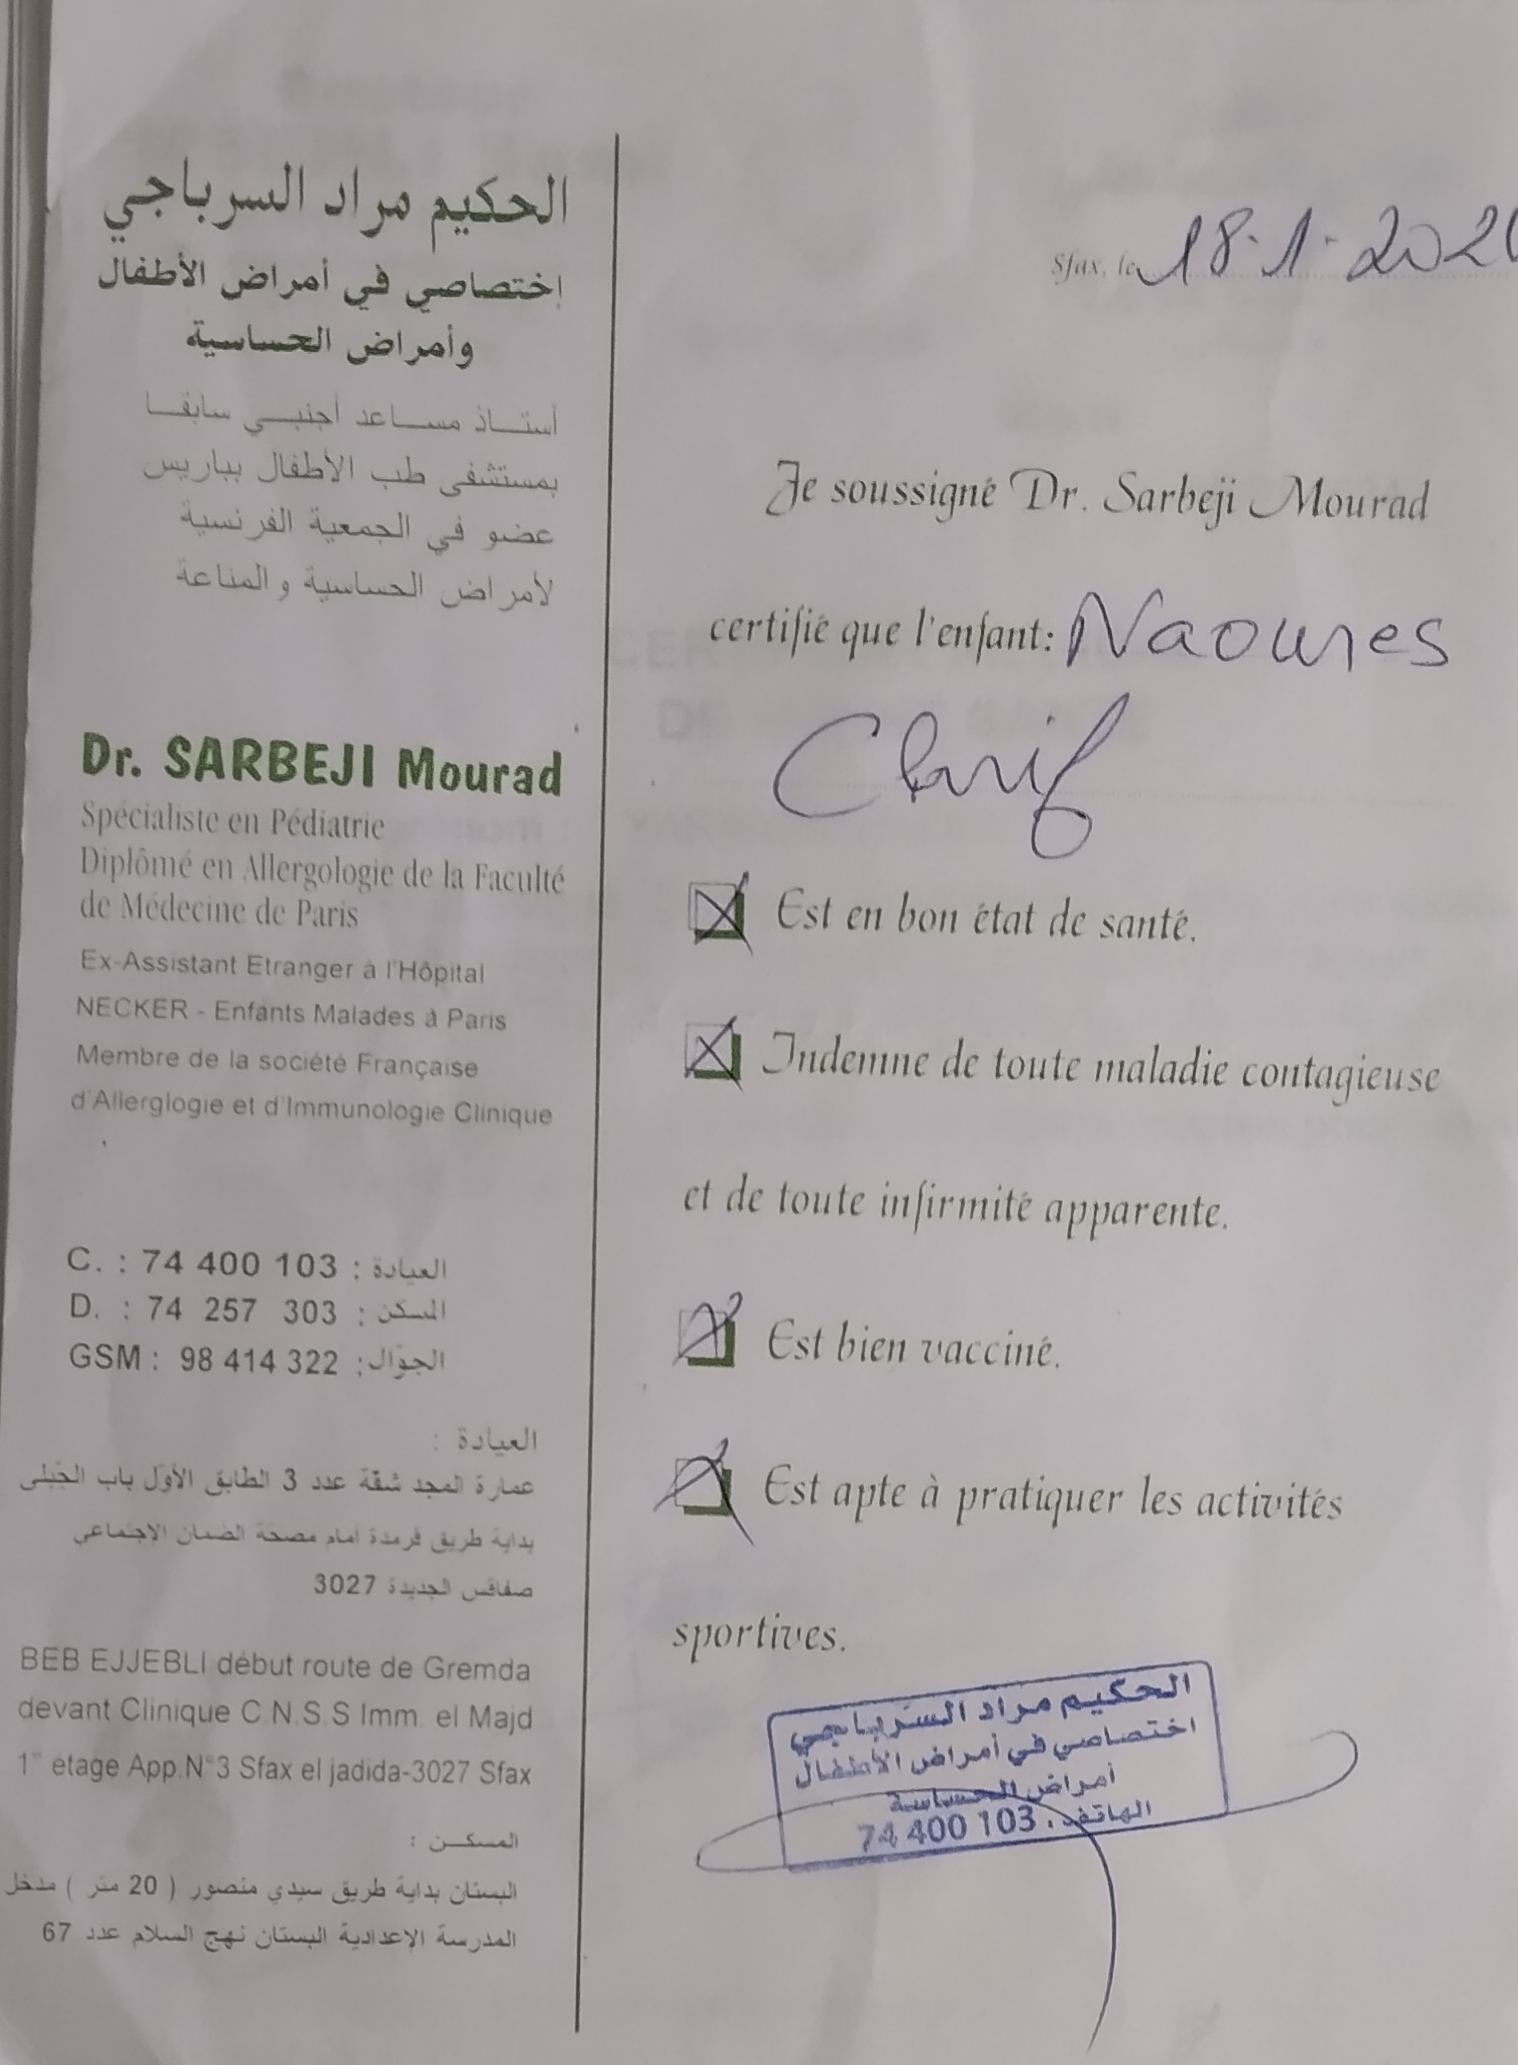 الحكيم مراد السرباجي
إختصاصي في أمراض الأطفال
وأمراض الحساسية
أستاذ مساعد أجنبي سابقا
بمستشفى طب الأطفال بباريس
عضو في الجمعية الفرنسية
لأمراض الحساسية و المناعة
Dr. SARBEJI Mourad
Spécialiste en Pédiatrie
Diplômé en Allergologie de la Faculté
de Médecine de Paris
Ex-Assistant Etranger à l'Hôpital
NECKER - Enfants Malades à Paris
Membre de la société Française
d'Allerglogie et d'Immunologie Clinique
C. : 74 400 103 : العيادة
D. : 74 257 303 : السكن
GSM : 98 414 322 : الجوّال
العيادة :
عمارة المجد شقة عدد 3 الطابق الأوّل باب الجبلي
بداية طريق قرمدة أمام مصحة الضمان الإجتماعي
صفاقس الجديدة 3027
BEB EJJEBLI début route de Gremda
devant Clinique C.N.S.S Imm. el Majd
1er étage App.N°3 Sfax el jadida-3027 Sfax
المسكن :
البستان بداية طريق سيدي منصور ( 20 متر ) مدخل
المدرسة الإعدادية البستان نهج السلام عدد 67
Sfax, le 18-1-202
Je soussigné Dr. Sarbeji Mourad
certifié que l'enfant: Naoures
Cherif
Est en bon état de santé.
Indemne de toute maladie contagieuse
et de toute infirmité apparente.
Est bien vacciné.
Est apte à pratiquer les activités
sportives.
الحكيم مراد السرباجي
اختصاصي في أمراض الأطفال
أمراض الحساسية
الهاتف : 74 400 103